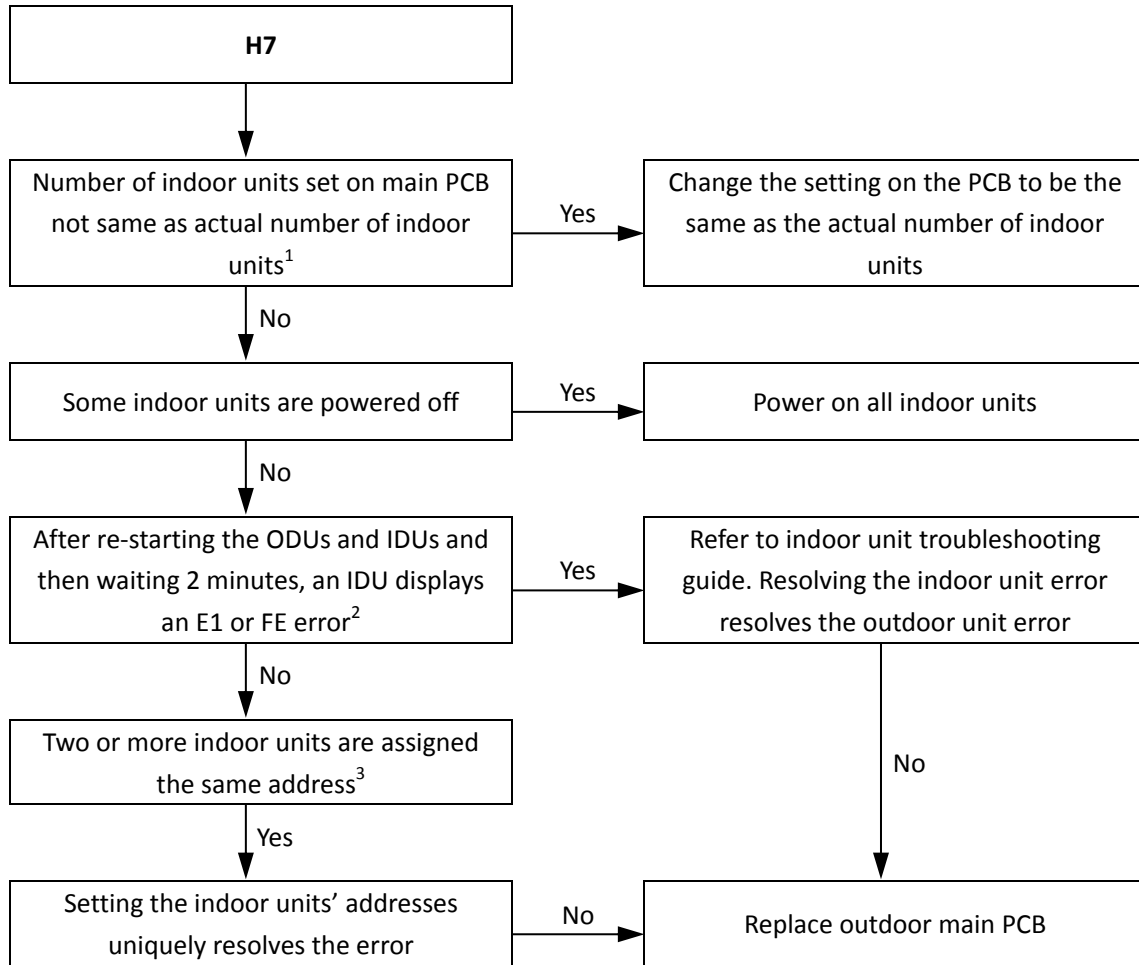 H7
Number of indoor units set on main PCB
not same as actual number of indoor
units1
Yes
Change the setting on the PCB to be the
same as the actual number of indoor
units
No
Some indoor units are powered off
Yes
Power on all indoor units
No
After re-starting the ODUs and IDUs and
then waiting 2 minutes, an IDU displays
an E1 or FE error2
Yes
Refer to indoor unit troubleshooting
guide. Resolving the indoor unit error
resolves the outdoor unit error
No
Two or more indoor units are assigned
the same address3
No
Yes
Setting the indoor units’ addresses
uniquely resolves the error
No
Replace outdoor main PCB